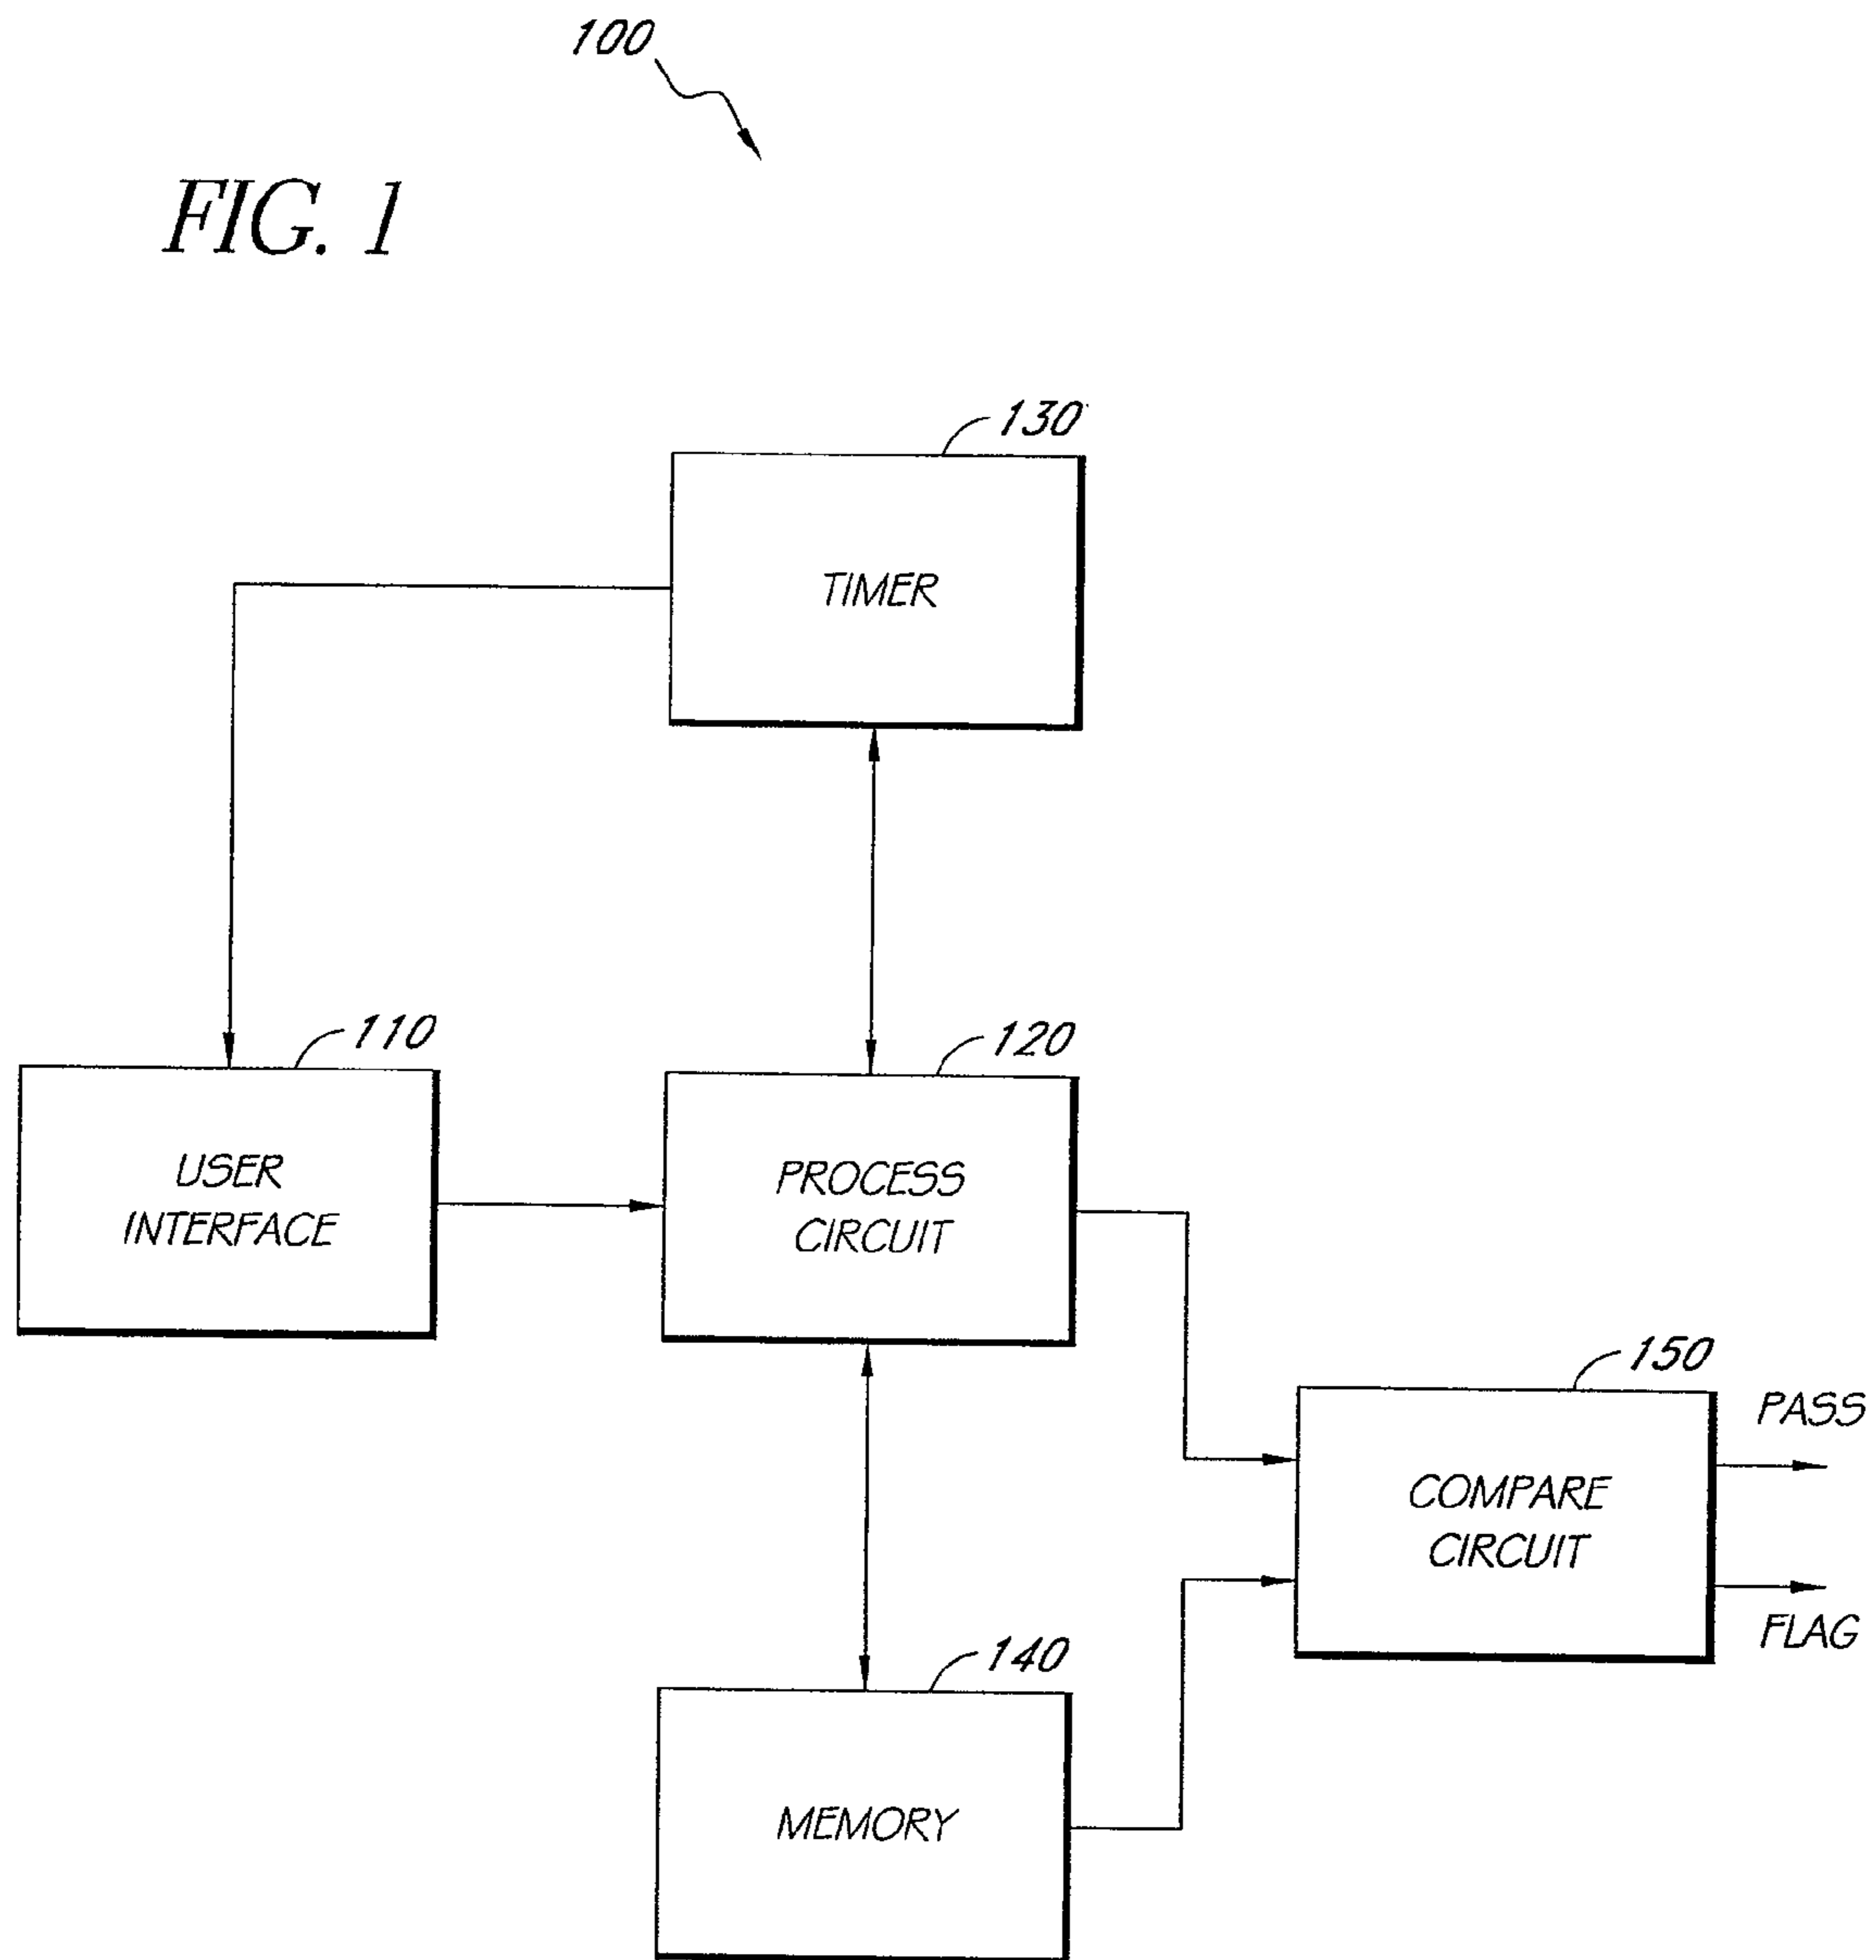 100
FIG. 1
130
TIMER
110
120
USER
INTERFACE
PROCESS
CIRCUIT
150
PASS
COMPARE
CIRCUIT
FLAG
140
MEMORY